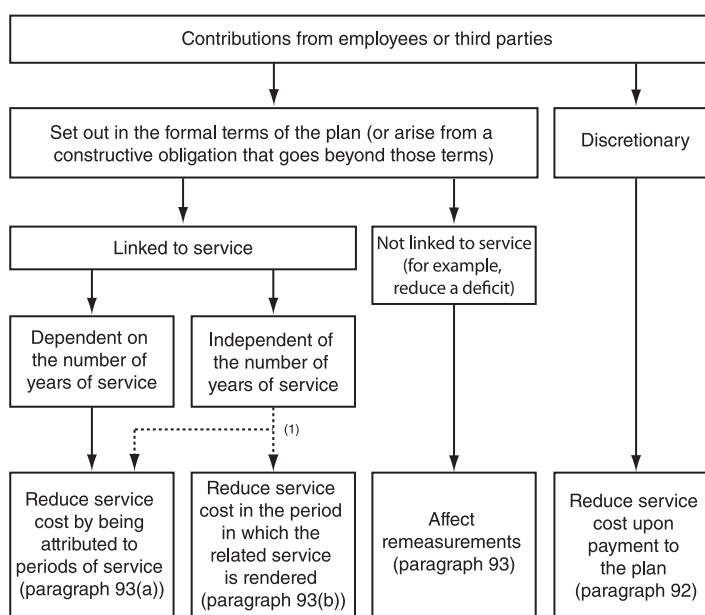 Contributions from employees or third parties
Set out in the formal terms of the plan (or arise from a
constructive obligation that goes beyond those terms)
Discretionary
Linked to service
Not linked to service
(for example,
reduce a deficit)
Dependent on
the number of
years of service
Independent of
the number of
years of service
(1)
Reduce service
cost by being
attributed to
periods of service
(paragraph 93(a))
Reduce service
cost in the period
in which the
related service
is rendered
(paragraph 93(b))
Affect
remeasurements
(paragraph 93)
Reduce service
cost upon
payment to
the plan
(paragraph 92)